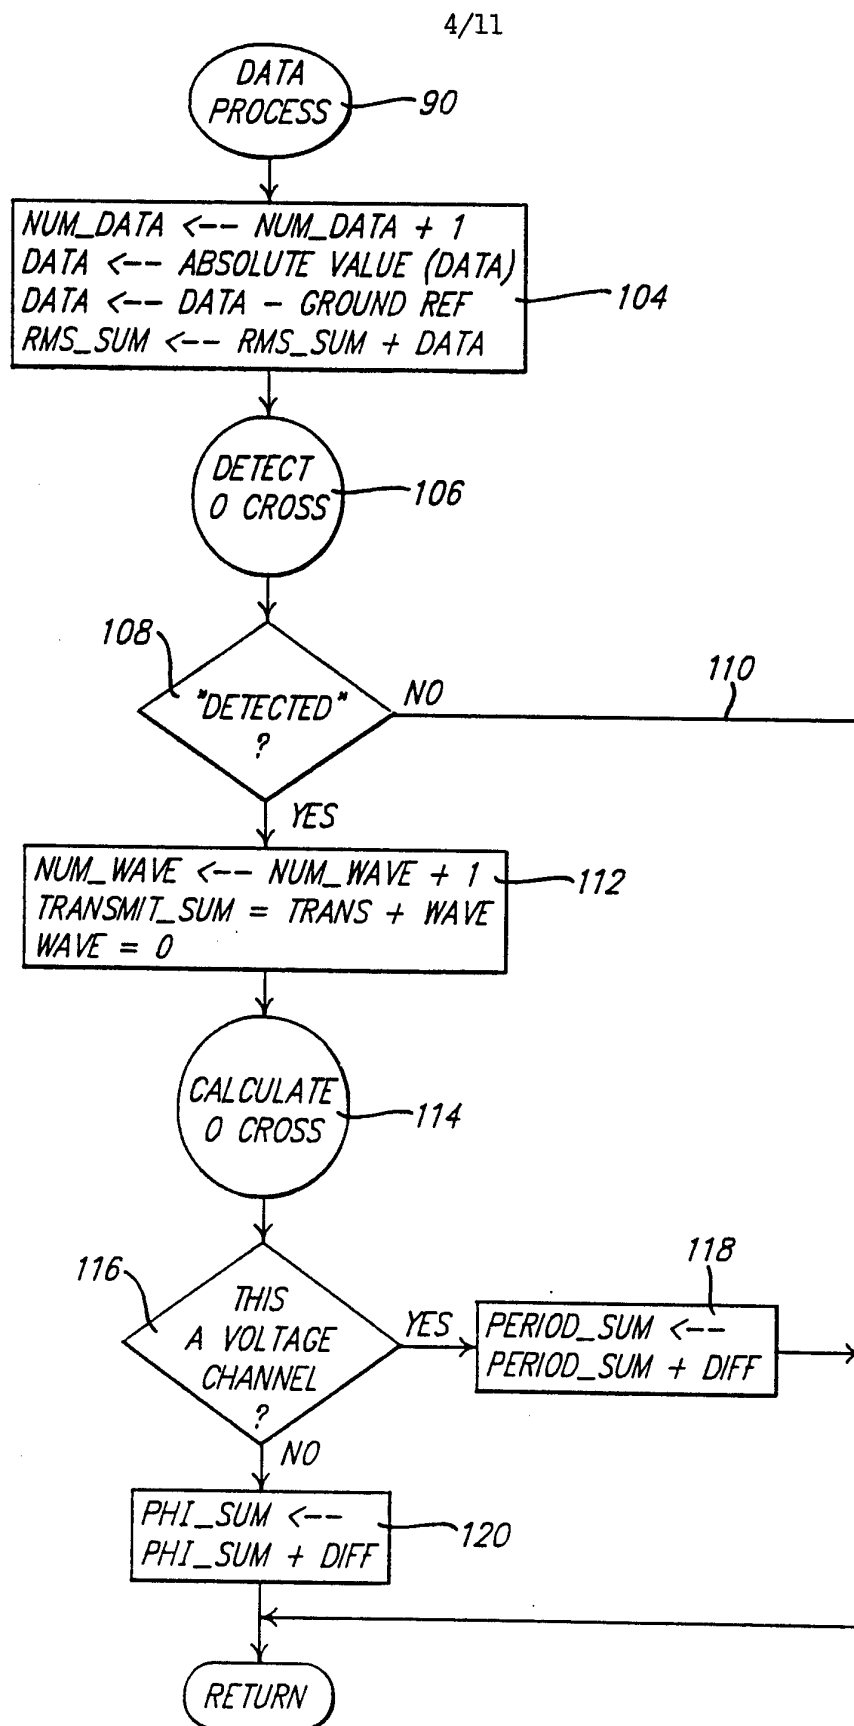 4/11
DATA
PROCESS
90
NUM_DATA <-- NUM_DATA + 1
DATA <-- ABSOLUTE VALUE (DATA)
DATA <-- DATA - GROUND REF
RMS_SUM <-- RMS_SUM + DATA
104
DETECT
0 CROSS
106
108
"DETECTED"
?
NO
110
YES
NUM_WAVE <-- NUM_WAVE + 1
TRANSMIT_SUM = TRANS + WAVE
WAVE = 0
112
CALCULATE
0 CROSS
114
116
THIS
A VOLTAGE
CHANNEL
?
YES
118
PERIOD_SUM <--
PERIOD_SUM + DIFF
NO
PHI_SUM <--
PHI_SUM + DIFF
120
RETURN